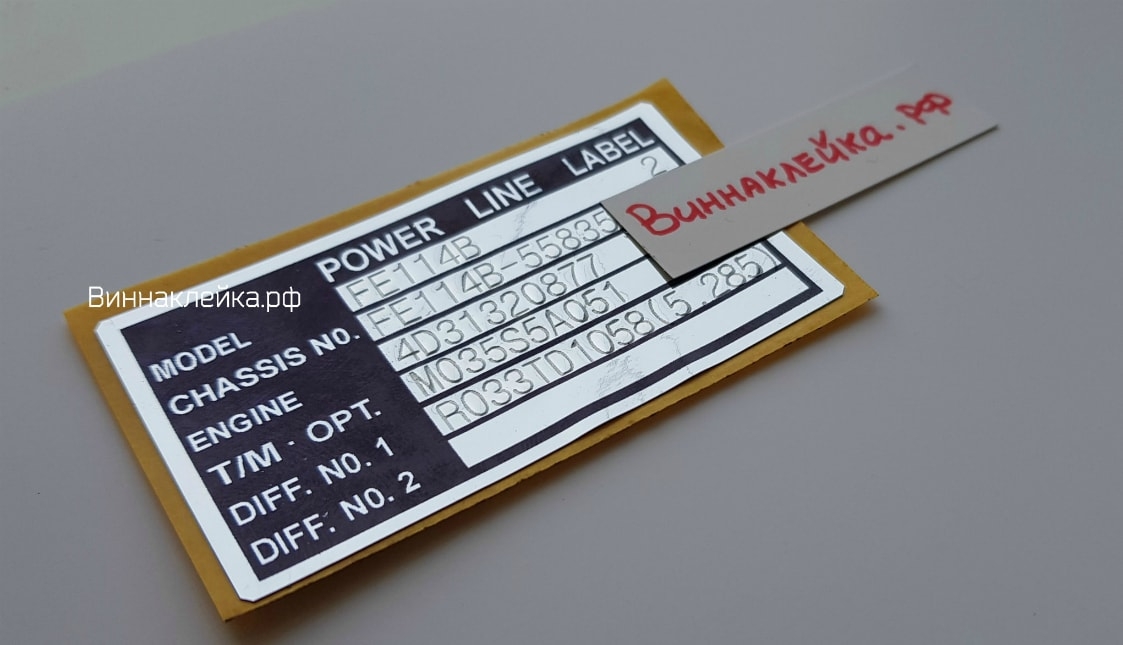 POWER LINE LABEL
MODEL FE114B 2
CHASSIS NO. FE114B-55835
ENGINE 4D31320877
T/M · OPT. M035S5A051
DIFF. NO. 1 R033TD1058(5.285)
DIFF. NO. 2
Виннаклейка.рф
Виннаклейка.рф